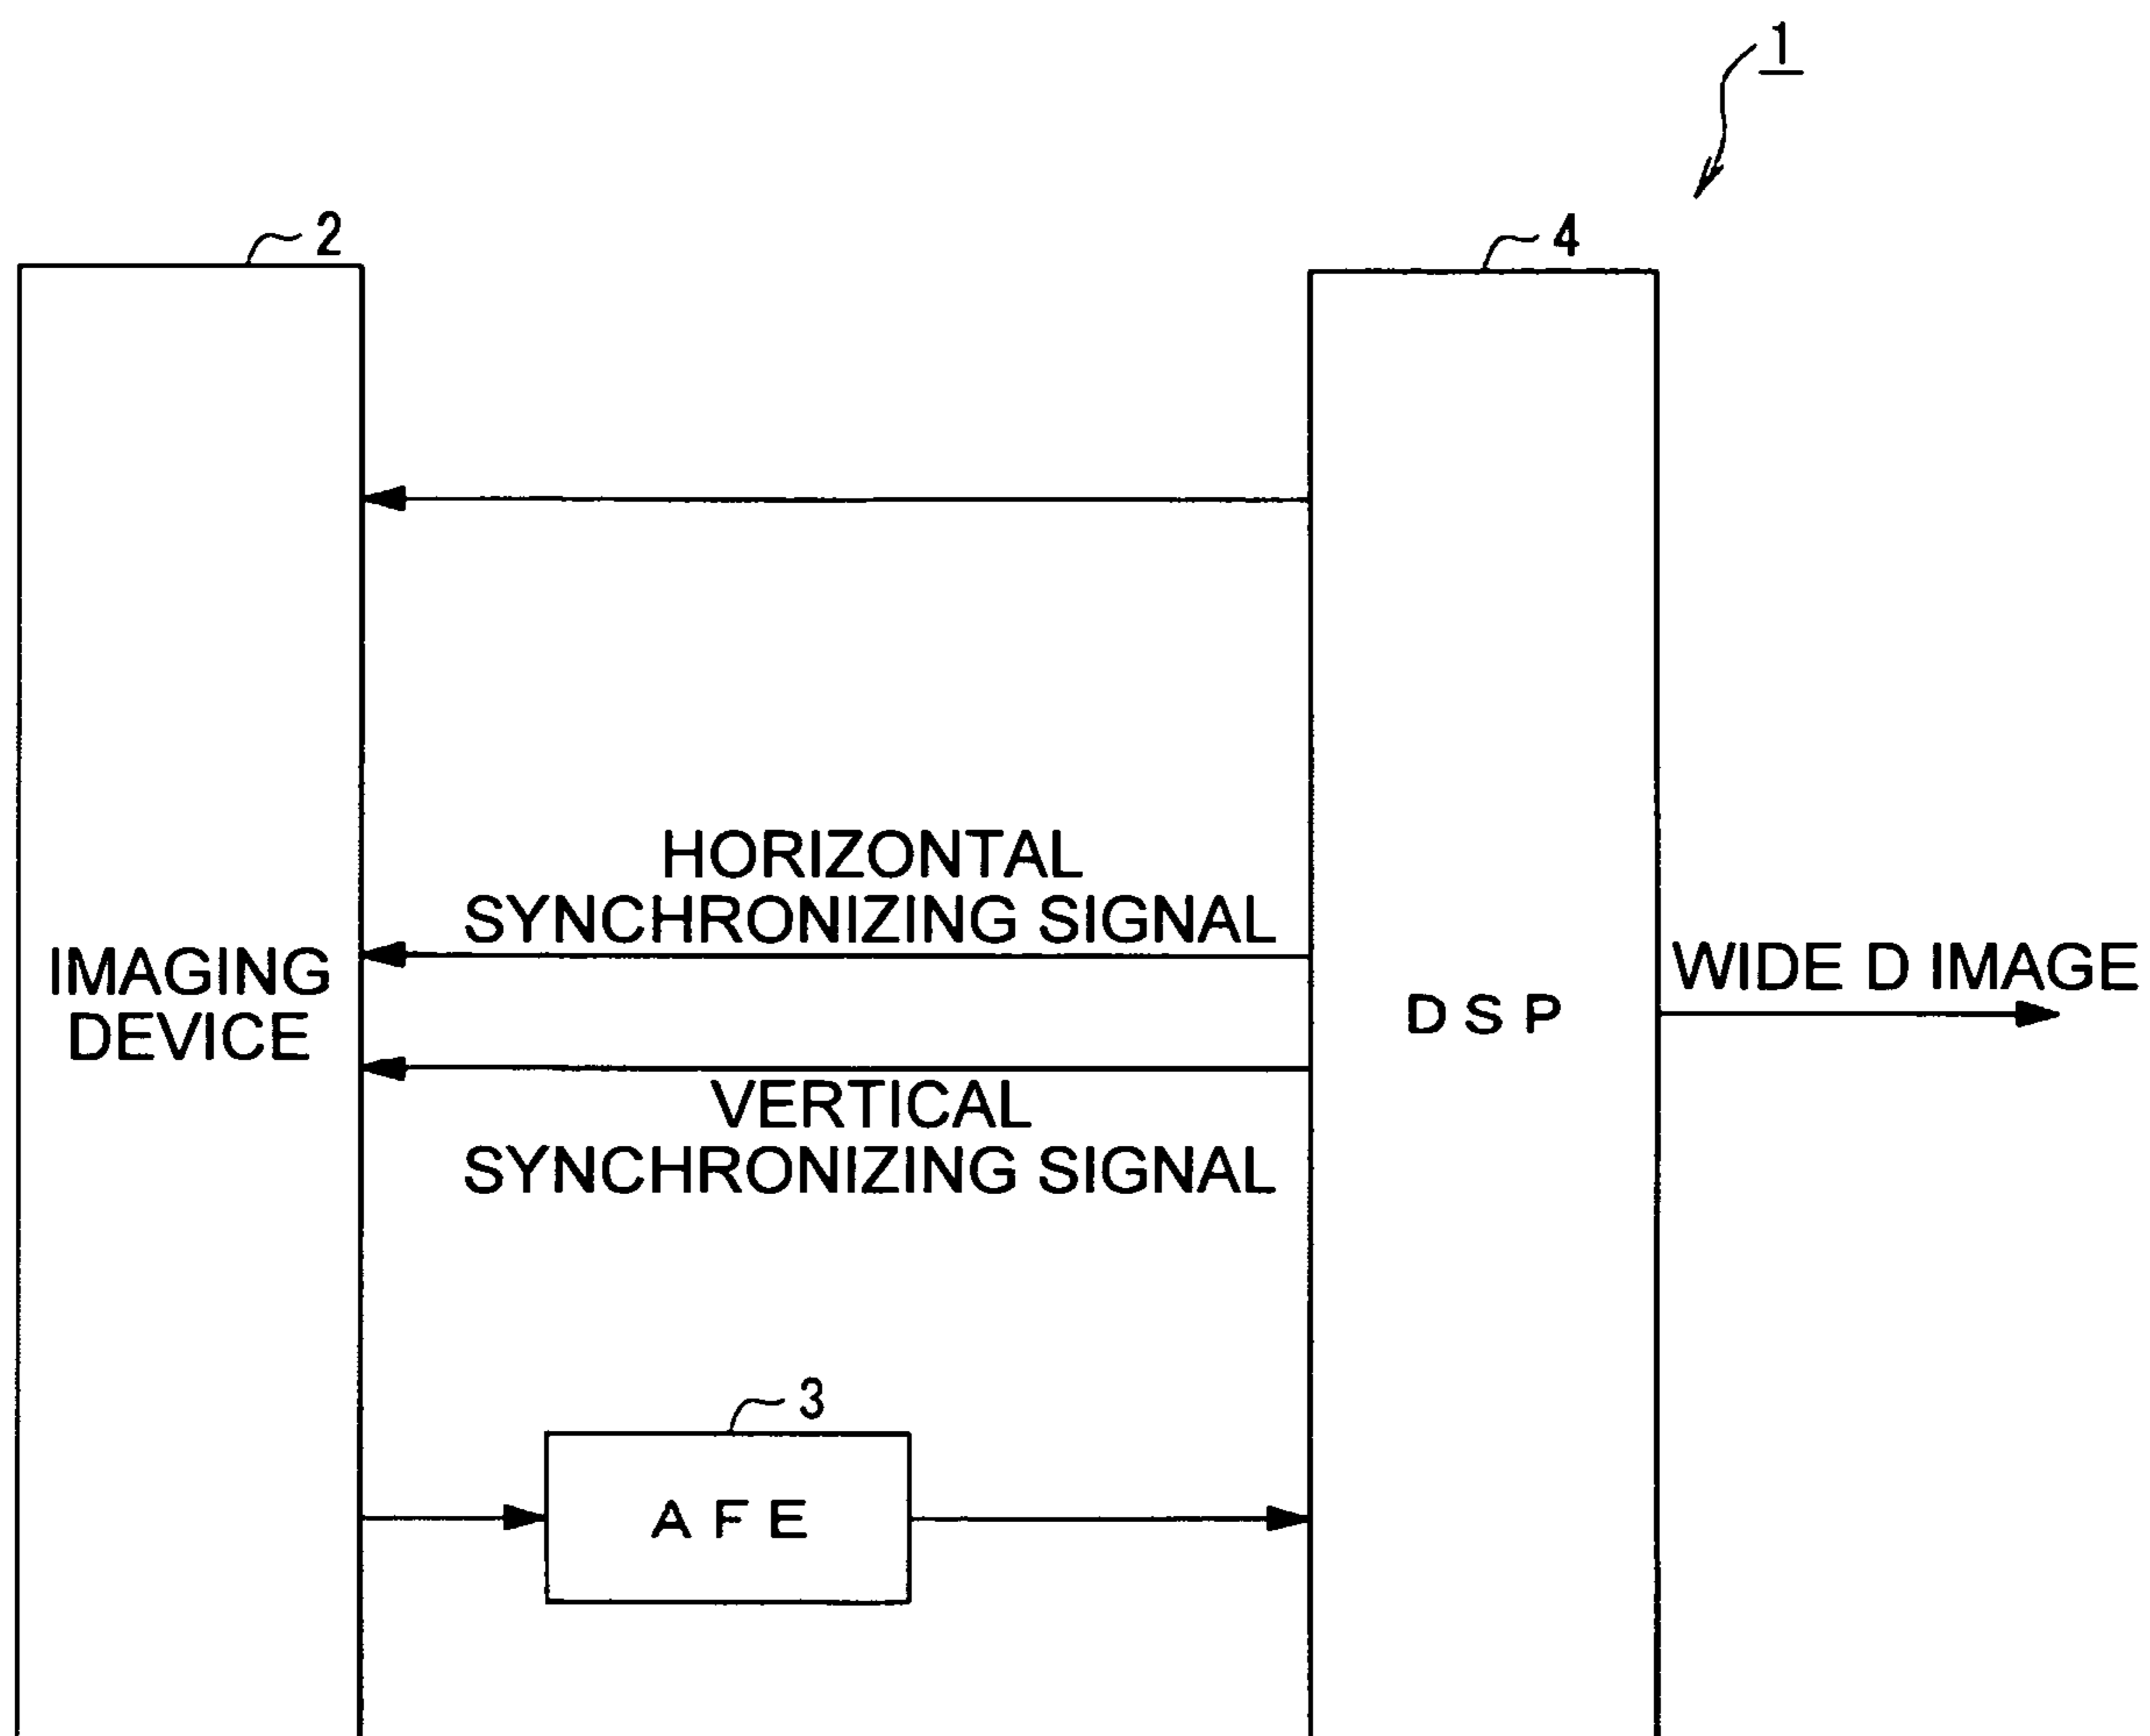 1
2
4
HORIZONTAL
SYNCHRONIZING SIGNAL
IMAGING
DEVICE
D S P
WIDE D IMAGE
VERTICAL
SYNCHRONIZING SIGNAL
3
A F E